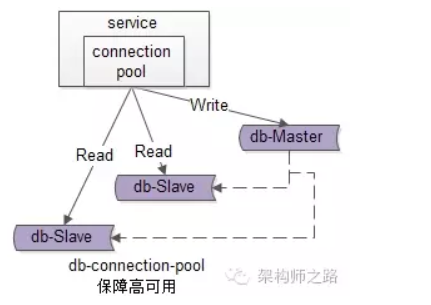 service
connection
pool
Write
db-Master
Read
Read
db-Slave
db-Slave
db-connection-pool
保障高可用
架构师之路